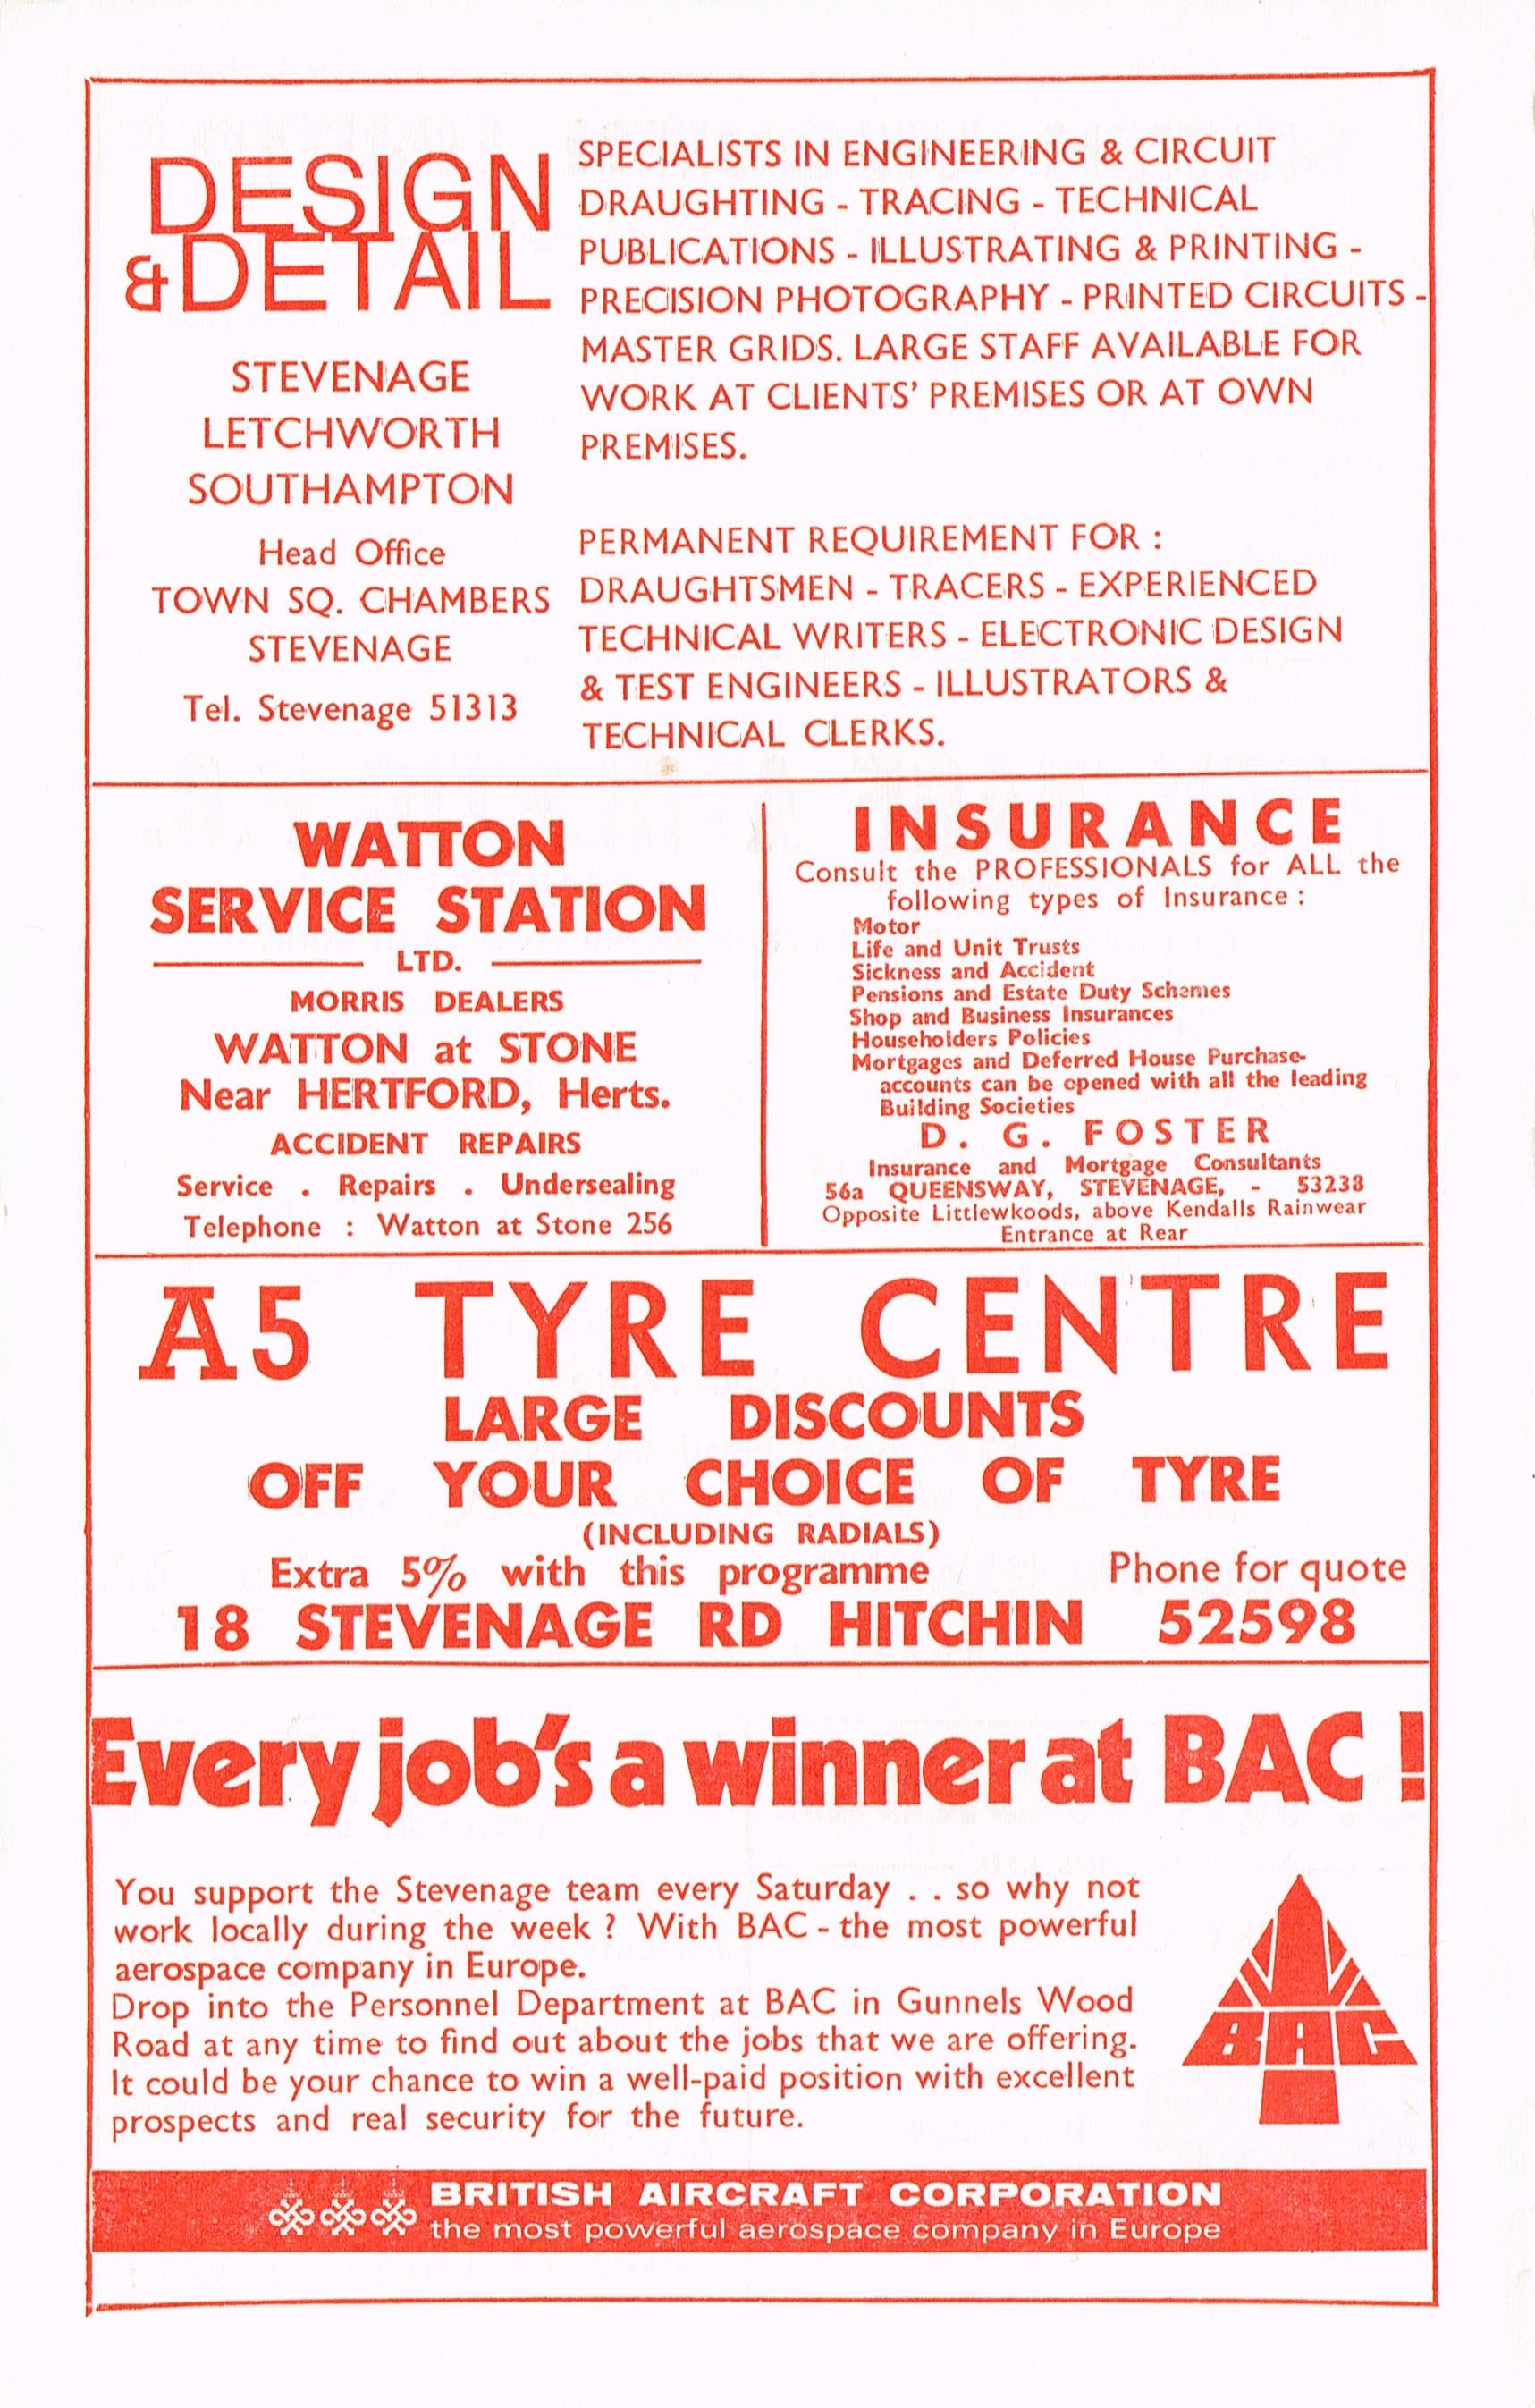 DESIGN
& DETAIL
STEVENAGE
LETCHWORTH
SOUTHAMPTON
Head Office
TOWN SQ. CHAMBERS
STEVENAGE
Tel. Stevenage 51313
SPECIALISTS IN ENGINEERING & CIRCUIT
DRAUGHTING - TRACING - TECHNICAL
PUBLICATIONS - ILLUSTRATING & PRINTING -
PRECISION PHOTOGRAPHY - PRINTED CIRCUITS -
MASTER GRIDS. LARGE STAFF AVAILABLE FOR
WORK AT CLIENTS' PREMISES OR AT OWN
PREMISES.
PERMANENT REQUIREMENT FOR :
DRAUGHTSMEN - TRACERS - EXPERIENCED
TECHNICAL WRITERS - ELECTRONIC DESIGN
& TEST ENGINEERS - ILLUSTRATORS &
TECHNICAL CLERKS.
WATTON
SERVICE STATION
LTD.
MORRIS DEALERS
WATTON at STONE
Near HERTFORD, Herts.
ACCIDENT REPAIRS
Service . Repairs . Undersealing
Telephone : Watton at Stone 256
INSURANCE
Consult the PROFESSIONALS for ALL the
following types of Insurance :
Motor
Life and Unit Trusts
Sickness and Accident
Pensions and Estate Duty Schemes
Shop and Business Insurances
Householders Policies
Mortgages and Deferred House Purchase-
accounts can be opened with all the leading
Building Societies
D. G. FOSTER
Insurance and Mortgage Consultants
56a QUEENSWAY, STEVENAGE, - 53238
Opposite Littlewkoods, above Kendalls Rainwear
Entrance at Rear
A5 TYRE CENTRE
LARGE DISCOUNTS
OFF YOUR CHOICE OF TYRE
(INCLUDING RADIALS)
Extra 5% with this programme Phone for quote
18 STEVENAGE RD HITCHIN 52598
Every job's a winner at BAC !
You support the Stevenage team every Saturday . . so why not
work locally during the week ? With BAC - the most powerful
aerospace company in Europe.
Drop into the Personnel Department at BAC in Gunnels Wood
Road at any time to find out about the jobs that we are offering.
It could be your chance to win a well-paid position with excellent
prospects and real security for the future.
BAC
BRITISH AIRCRAFT CORPORATION
the most powerful aerospace company in Europe